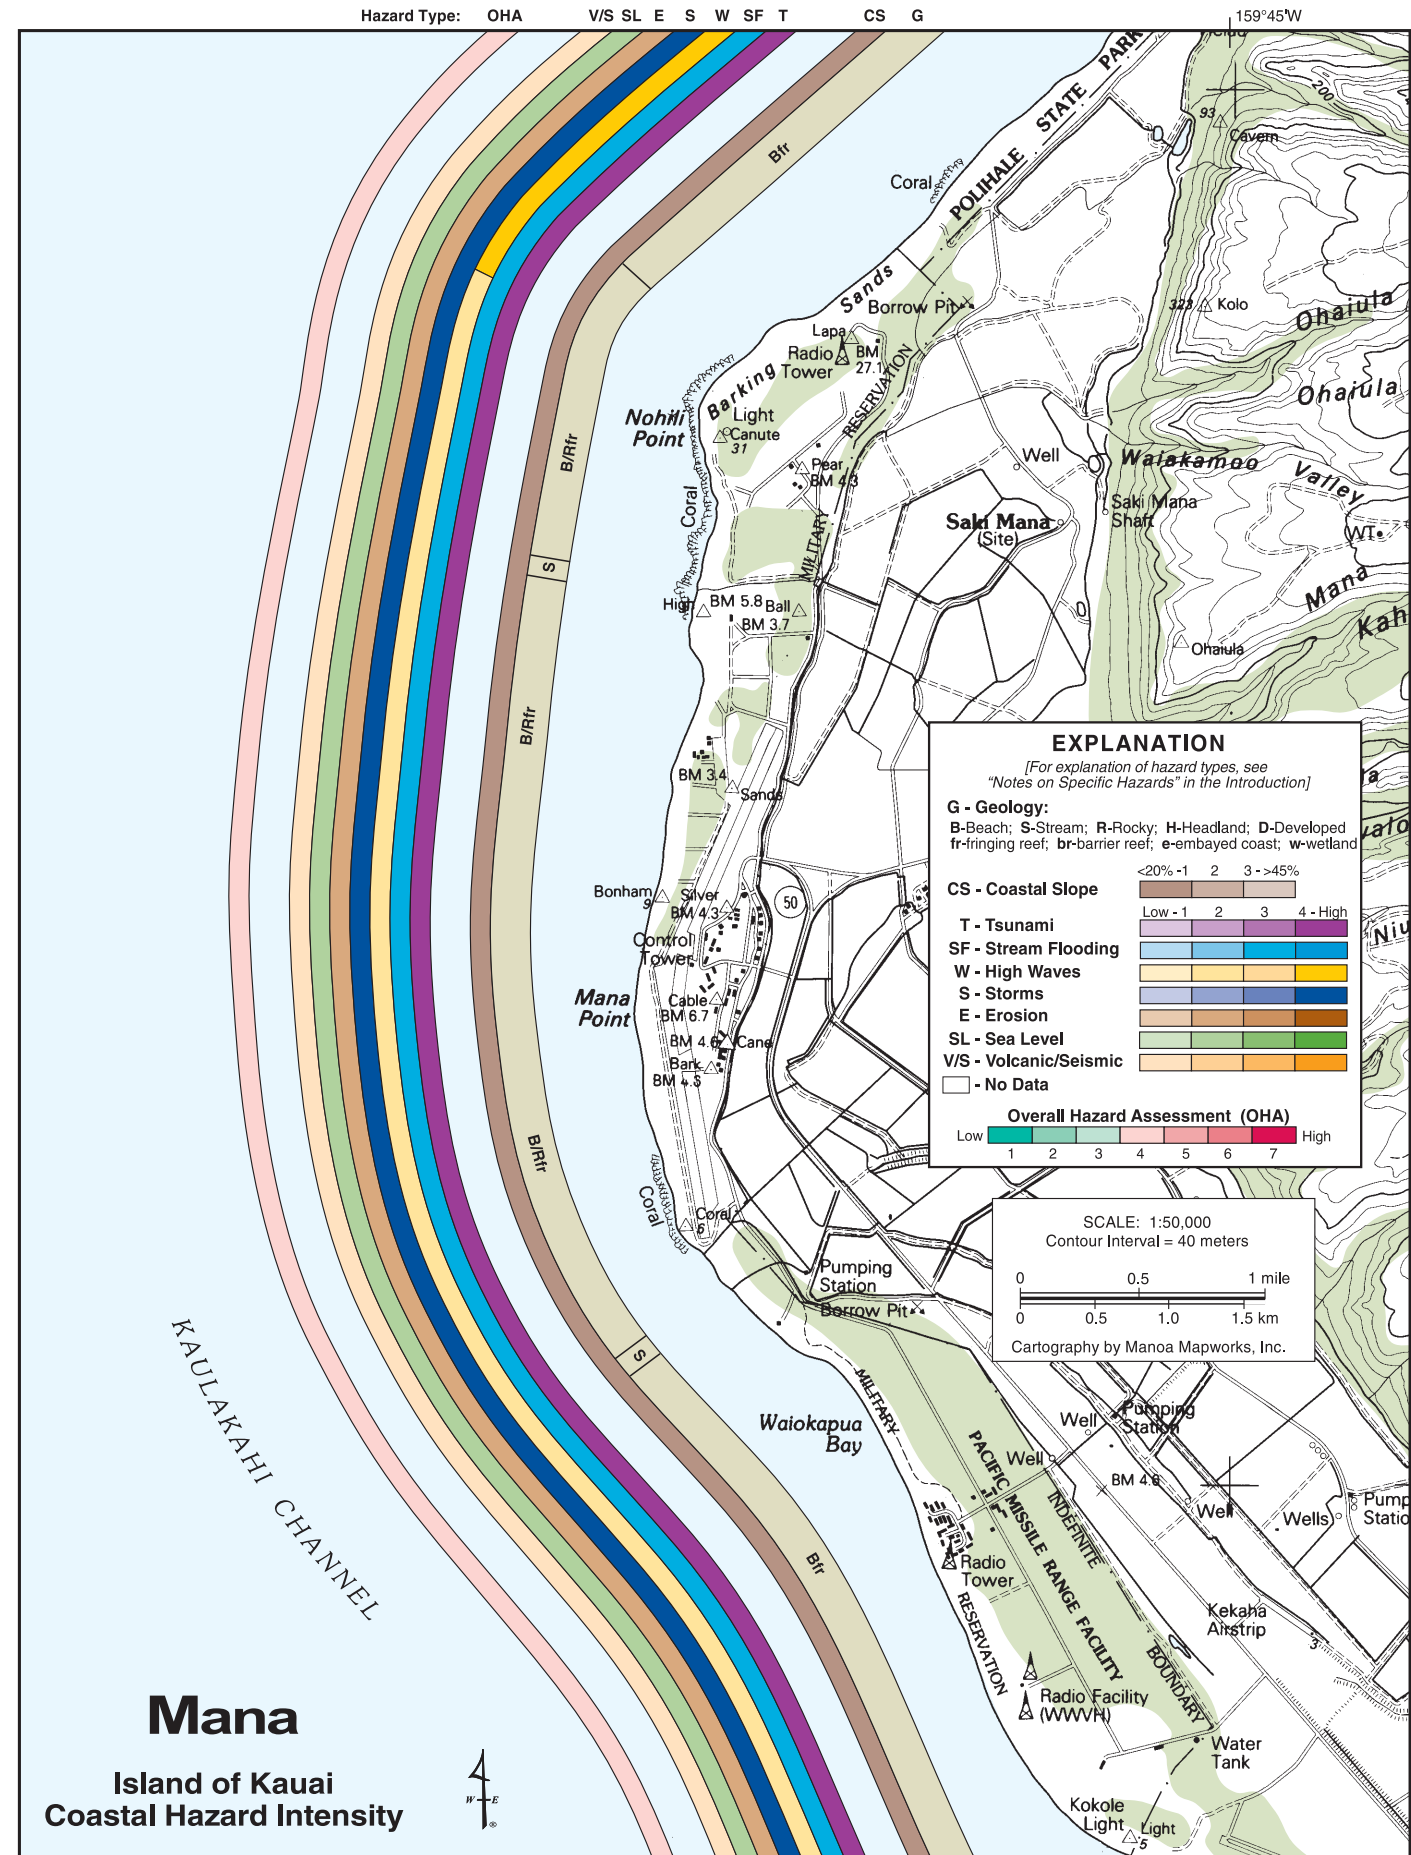 Hazard Type: OHA V/S SL E S W SF T CS G
159°45'W
POLIHALE STATE PARK
200
93
Cavern
Coral
Bfr
Sands
Barking
Borrow Pit
323
Kolo
Ohaiula
Lapa
Radio
Tower
BM
27.1
RESERVATION
MILITARY
Ohaiula
Nohili
Point
Light
Canute
31
Pear
BM 4.3
B/Rfr
Well
Waiakamoo
Valley
Coral
Saki Mana
(Site)
Saki Mana
Shaft
WT
S
Mana
High
BM 5.8
Ball
BM 3.7
Kah
Ohaiula
B/Rfr
BM 3.4
Sands
EXPLANATION
[For explanation of hazard types, see
"Notes on Specific Hazards" in the Introduction]
G - Geology:
B-Beach; S-Stream; R-Rocky; H-Headland; D-Developed
fr-fringing reef; br-barrier reef; e-embayed coast; w-wetland
<20% -1 2 3 - >45%
CS - Coastal Slope
Low - 1 2 3 4 - High
T - Tsunami
SF - Stream Flooding
W - High Waves
S - Storms
E - Erosion
SL - Sea Level
V/S - Volcanic/Seismic
- No Data
Overall Hazard Assessment (OHA)
Low High
1 2 3 4 5 6 7
Niu
Bonham
9
Silver
BM 4.3
50
Control
Tower
Mana
Point
Cable
BM 6.7
BM 4.6
Cane
Bark
BM 4.3
B/Rfr
Coral
Coral
6
SCALE: 1:50,000
Contour Interval = 40 meters
0 0.5 1 mile
0 0.5 1.0 1.5 km
Cartography by Manoa Mapworks, Inc.
Pumping
Station
Borrow Pit
S
KAULAKAHI CHANNEL
Waiokapua
Bay
MILITARY
RESERVATION
Well
Pumping
Station
Well
BM 4.6
Well
Wells
Pump
Statio
PACIFIC MISSILE RANGE FACILITY
INDEFINITE
BOUNDARY
Bfr
Radio
Tower
Kekaha
Airstrip
3
Radio Facility
(WWVH)
Water
Tank
Kokole
Light
Light
5
Mana
Island of Kauai
Coastal Hazard Intensity
W E